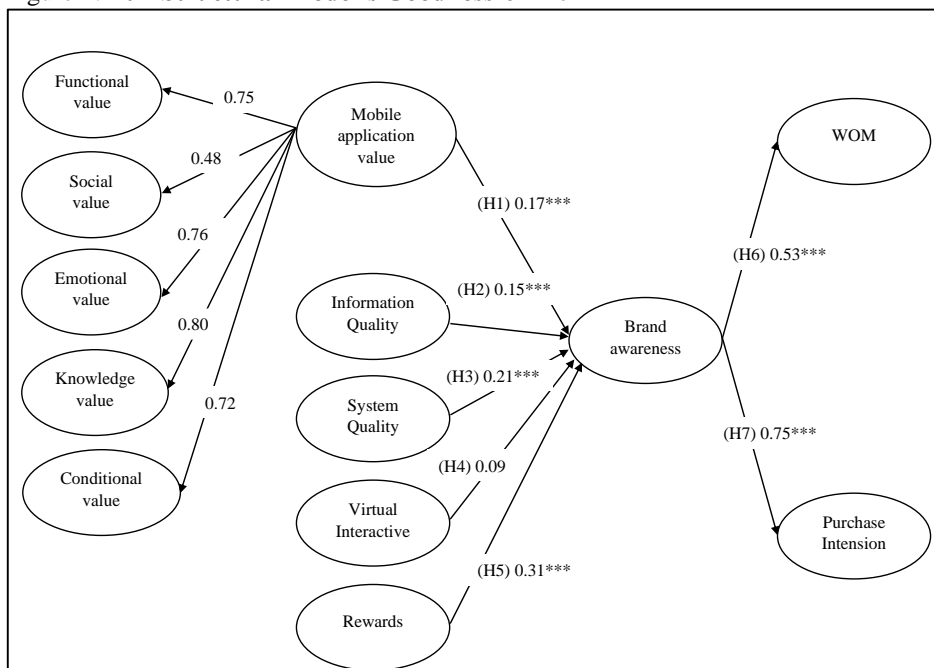 Functional
value
Social
value
Emotional
value
Knowledge
value
Conditional
value
0.75
0.48
0.76
0.80
0.72
Mobile
application
value
Information
Quality
System
Quality
Virtual
Interactive
Rewards
(H1) 0.17***
(H2) 0.15***
(H3) 0.21***
(H4) 0.09
(H5) 0.31***
Brand
awareness
(H6) 0.53***
(H7) 0.75***
WOM
Purchase
Intension